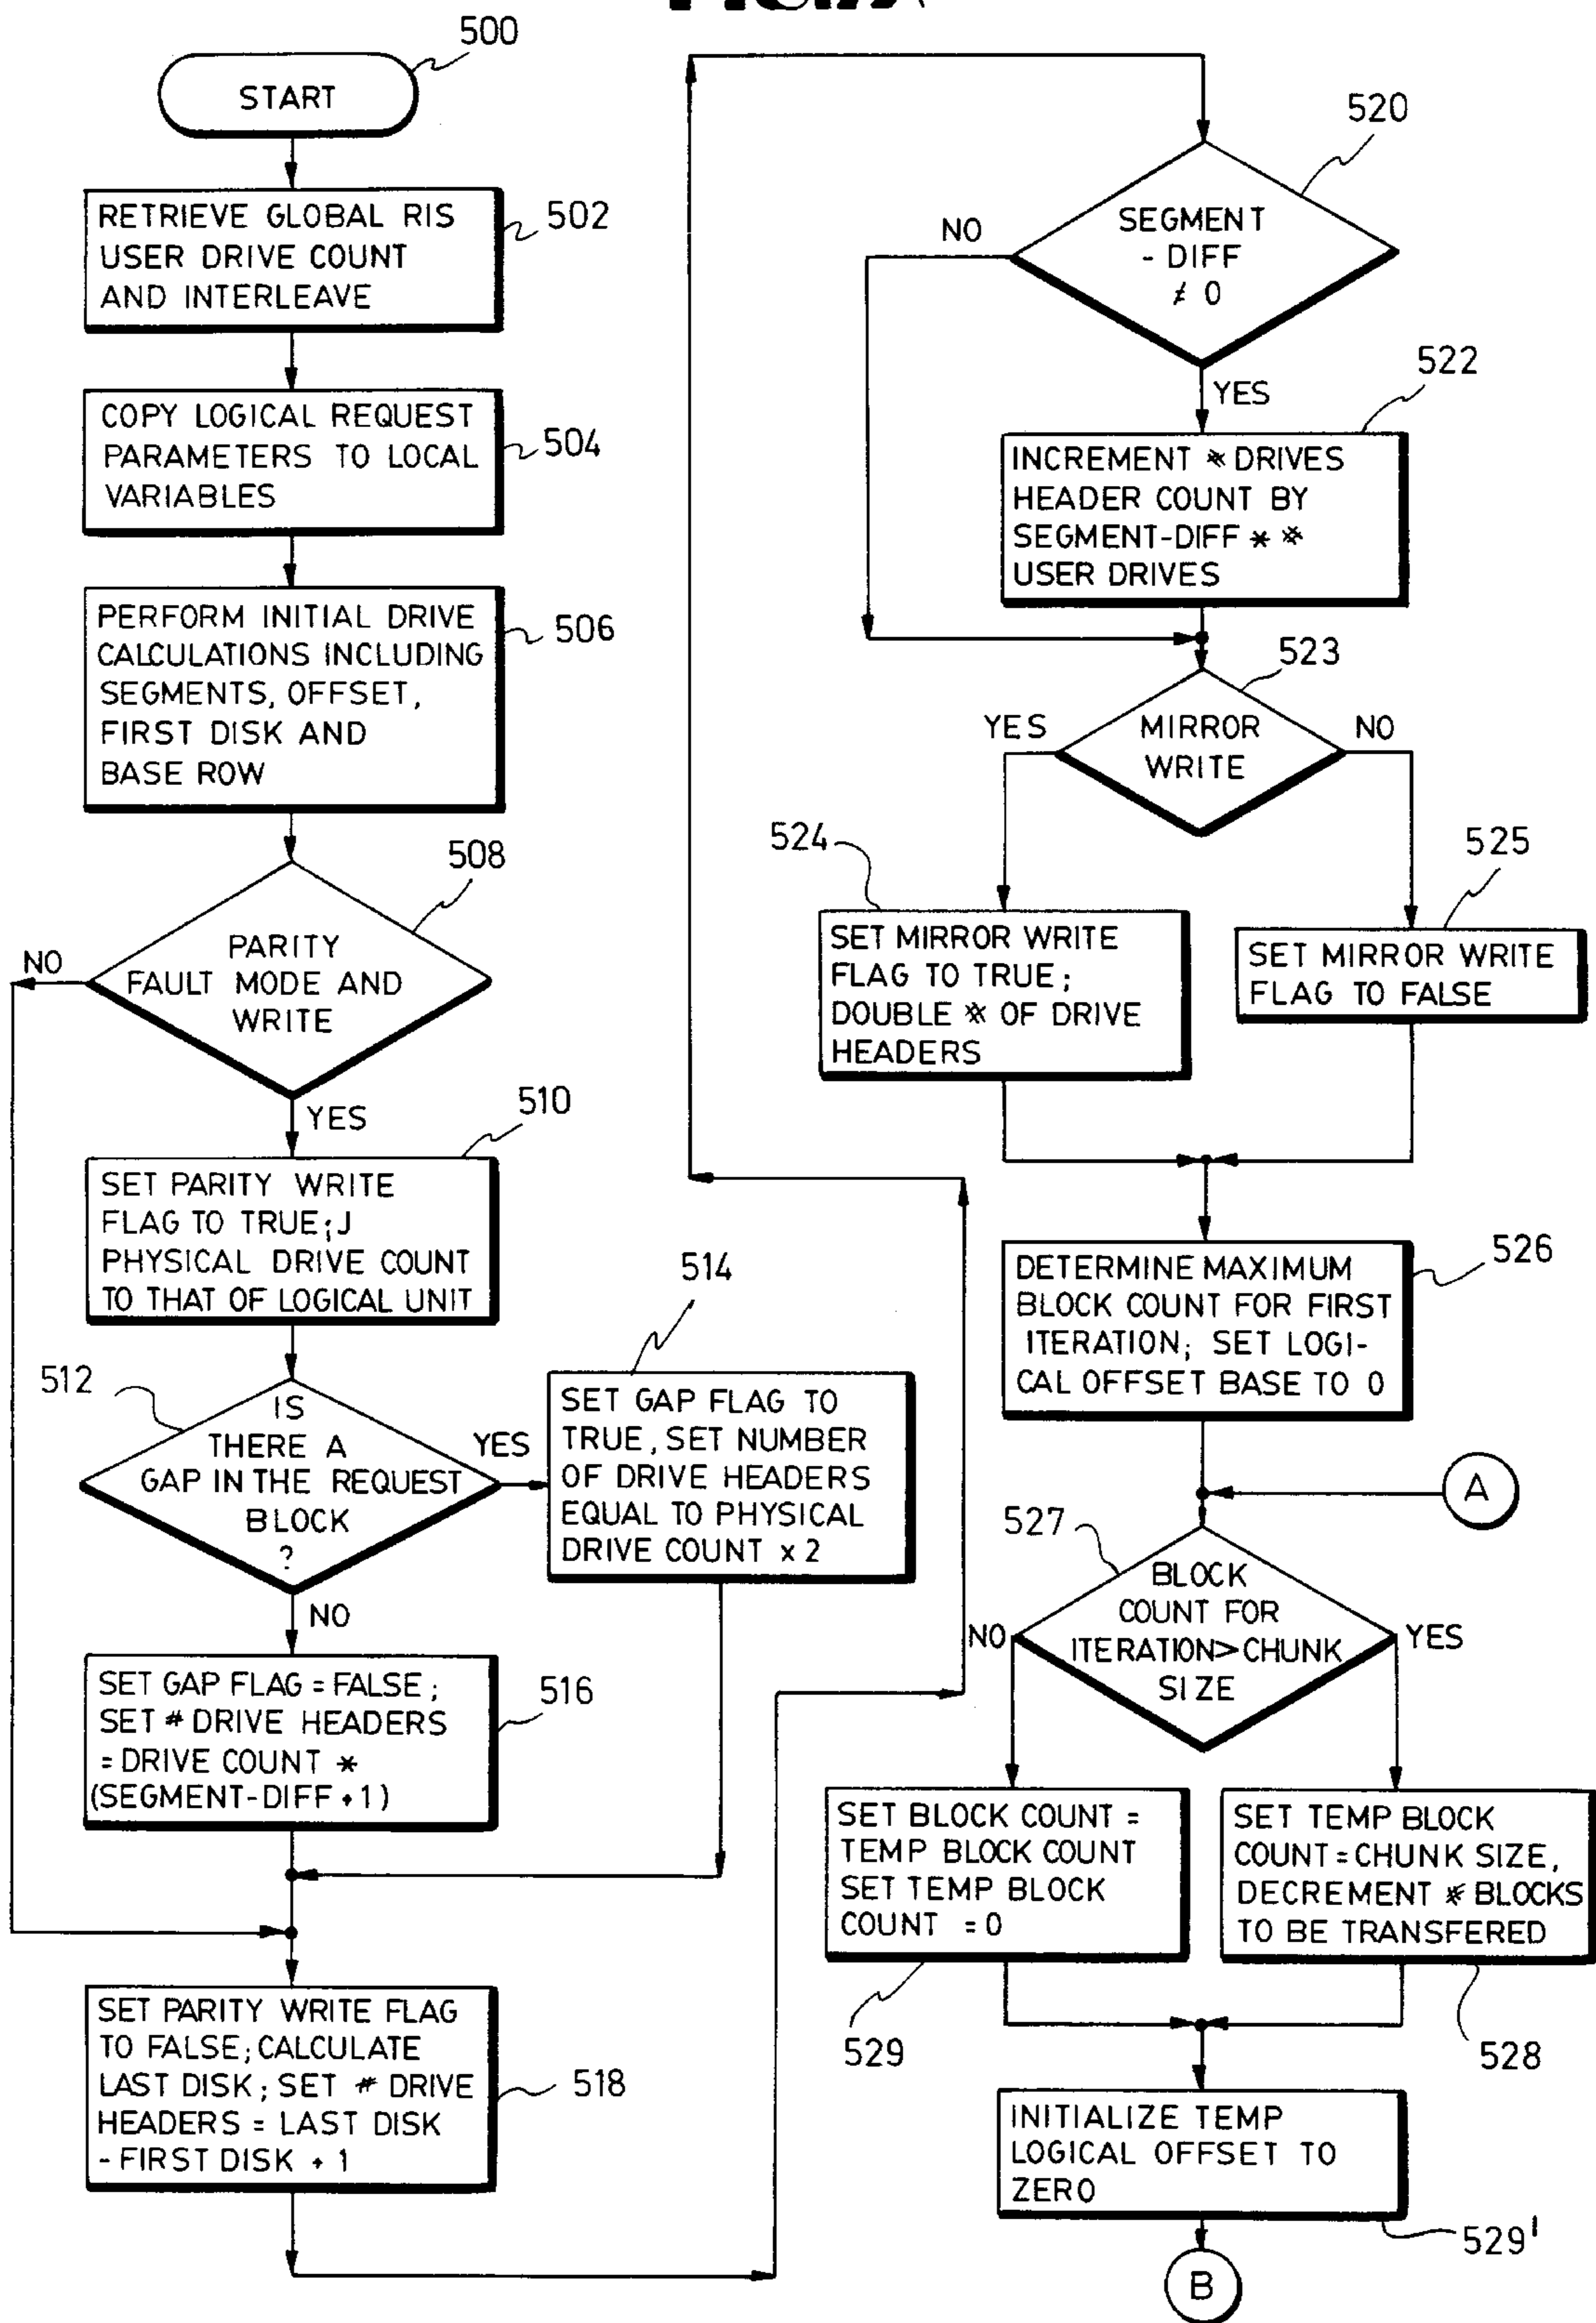 500
START
RETRIEVE GLOBAL RIS
USER DRIVE COUNT
AND INTERLEAVE
502
COPY LOGICAL REQUEST
PARAMETERS TO LOCAL
VARIABLES
504
PERFORM INITIAL DRIVE
CALCULATIONS INCLUDING
SEGMENTS, OFFSET,
FIRST DISK AND
BASE ROW
506
508
PARITY
FAULT MODE AND
WRITE
NO
YES
510
SET PARITY WRITE
FLAG TO TRUE; J
PHYSICAL DRIVE COUNT
TO THAT OF LOGICAL UNIT
512
IS
THERE A
GAP IN THE REQUEST
BLOCK
?
YES
NO
514
SET GAP FLAG TO
TRUE, SET NUMBER
OF DRIVE HEADERS
EQUAL TO PHYSICAL
DRIVE COUNT x 2
SET GAP FLAG = FALSE;
SET # DRIVE HEADERS
= DRIVE COUNT *
(SEGMENT-DIFF +1)
516
SET PARITY WRITE FLAG
TO FALSE; CALCULATE
LAST DISK; SET # DRIVE
HEADERS = LAST DISK
- FIRST DISK + 1
518
520
SEGMENT
- DIFF
≠ 0
NO
YES
522
INCREMENT # DRIVES
HEADER COUNT BY
SEGMENT-DIFF * #
USER DRIVES
523
MIRROR
WRITE
YES
NO
524
SET MIRROR WRITE
FLAG TO TRUE;
DOUBLE # OF DRIVE
HEADERS
525
SET MIRROR WRITE
FLAG TO FALSE
526
DETERMINE MAXIMUM
BLOCK COUNT FOR FIRST
ITERATION; SET LOGI-
CAL OFFSET BASE TO 0
A
527
BLOCK
COUNT FOR
ITERATION> CHUNK
SIZE
NO
YES
SET BLOCK COUNT =
TEMP BLOCK COUNT
SET TEMP BLOCK
COUNT = 0
529
SET TEMP BLOCK
COUNT = CHUNK SIZE,
DECREMENT # BLOCKS
TO BE TRANSFERED
528
INITIALIZE TEMP
LOGICAL OFFSET TO
ZERO
529'
B